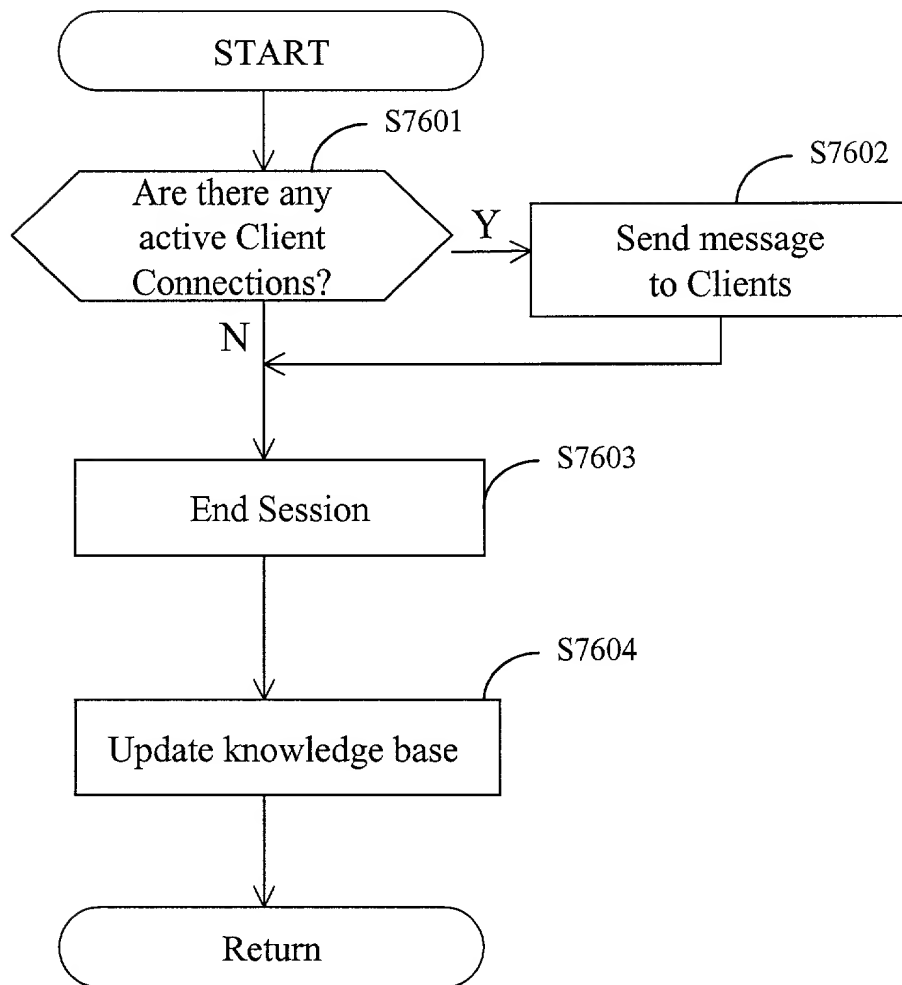 START
S7601
S7602
Are there any
active Client
Connections?
Y
Send message
to Clients
N
S7603
End Session
S7604
Update knowledge base
Return